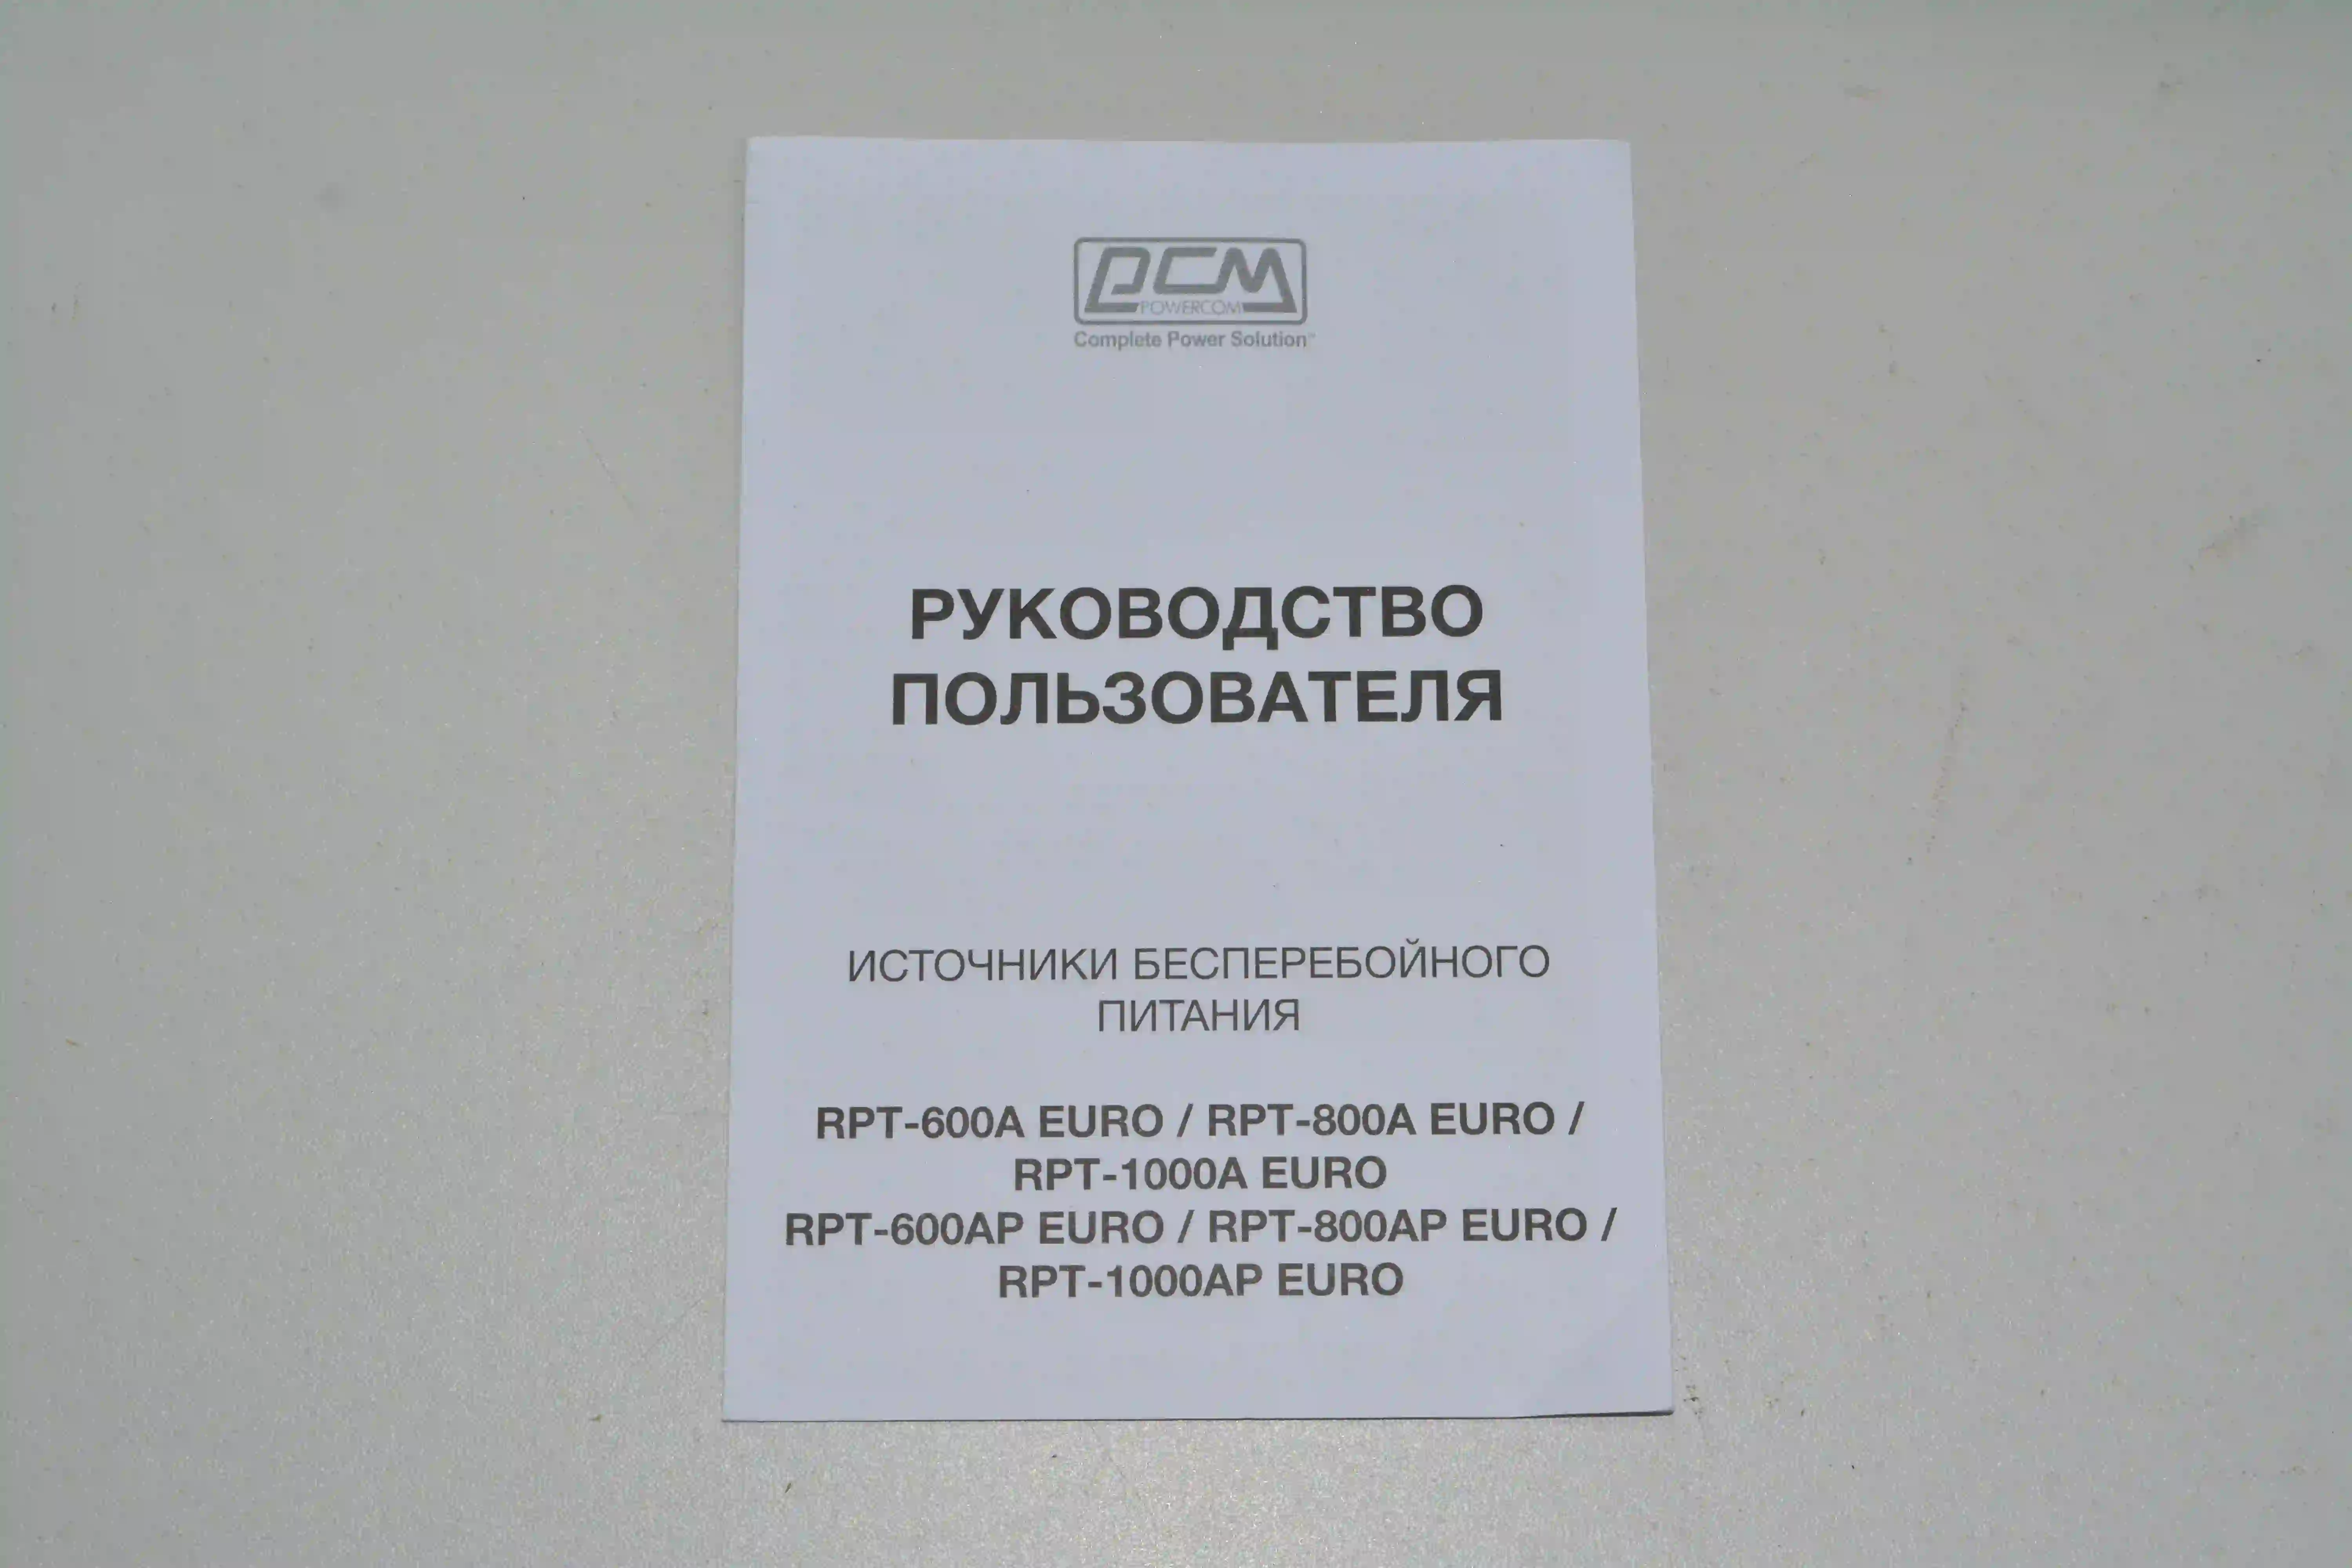 PCM
POWERCOM
Complete Power Solution™
РУКОВОДСТВО
ПОЛЬЗОВАТЕЛЯ
ИСТОЧНИКИ БЕСПЕРЕБОЙНОГО
ПИТАНИЯ
RPT-600A EURO / RPT-800A EURO /
RPT-1000A EURO
RPT-600AP EURO / RPT-800AP EURO /
RPT-1000AP EURO